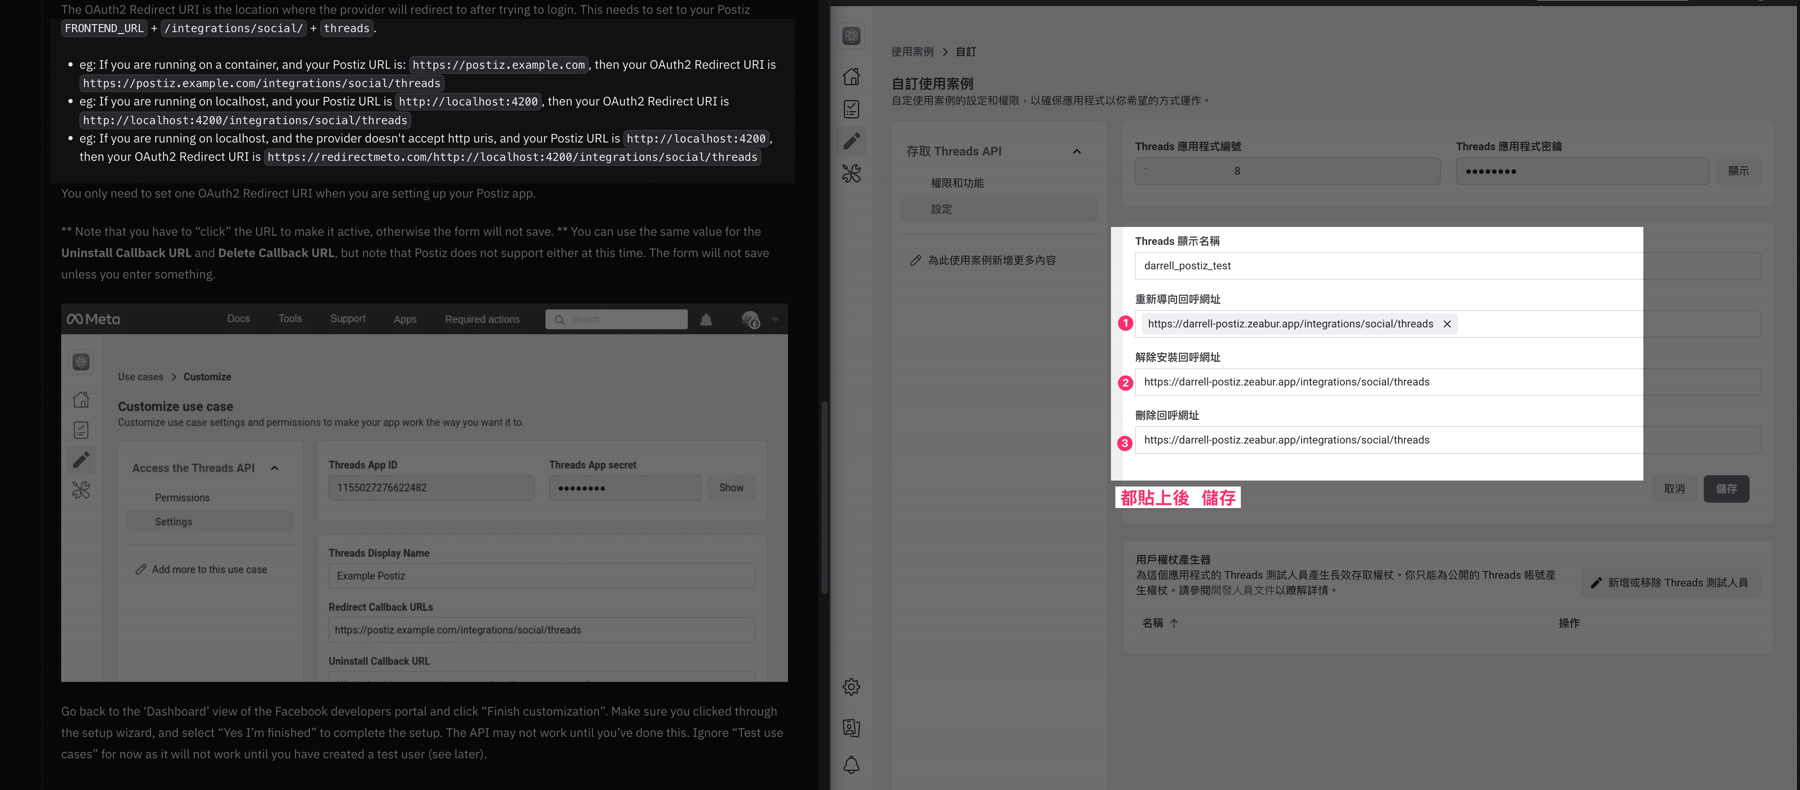 The OAuth2 Redirect URI is the location where the provider will redirect to after trying to login. This needs to set to your Postiz
FRONTEND_URL + /integrations/social/ + threads.
• eg: If you are running on a container, and your Postiz URL is: https://postiz.example.com, then your OAuth2 Redirect URI is
https://postiz.example.com/integrations/social/threads
• eg: If you are running on localhost, and your Postiz URL is http://localhost:4200, then your OAuth2 Redirect URI is
http://localhost:4200/integrations/social/threads
• eg: If you are running on localhost, and the provider doesn't accept http uris, and your Postiz URL is http://localhost:4200,
then your OAuth2 Redirect URI is https://redirectmeto.com/http://localhost:4200/integrations/social/threads
You only need to set one OAuth2 Redirect URI when you are setting up your Postiz app.
** Note that you have to “click” the URL to make it active, otherwise the form will not save. ** You can use the same value for the
Uninstall Callback URL and Delete Callback URL, but note that Postiz does not support either at this time. The form will not save
unless you enter something.
Meta
Docs
Tools
Support
Apps
Required actions
Search
Use cases > Customize
Customize use case
Customize use case settings and permissions to make your app work the way you want it to.
Access the Threads API
Permissions
Settings
Add more to this use case
Threads App ID
1155027276622482
Threads App secret
••••••••
Show
Threads Display Name
Example Postiz
Redirect Callback URLs
https://postiz.example.com/integrations/social/threads
Uninstall Callback URL
Go back to the ‘Dashboard’ view of the Facebook developers portal and click “Finish customization”. Make sure you clicked through
the setup wizard, and select “Yes I’m finished” to complete the setup. The API may not work until you’ve done this. Ignore “Test use
cases” for now as it will not work until you have created a test user (see later).
使用案例 > 自訂
自訂使用案例
自定使用案例的設定和權限，以確保應用程式以你希望的方式運作。
存取 Threads API
權限和功能
設定
為此使用案例新增更多內容
Threads 應用程式編號
8
Threads 應用程式密鑰
••••••••
顯示
Threads 顯示名稱
darrell_postiz_test
重新導向回呼網址
1
https://darrell-postiz.zeabur.app/integrations/social/threads ×
解除安裝回呼網址
2
https://darrell-postiz.zeabur.app/integrations/social/threads
刪除回呼網址
3
https://darrell-postiz.zeabur.app/integrations/social/threads
都貼上後 儲存
取消
儲存
用戶權杖產生器
為這個應用程式的 Threads 測試人員產生長效存取權杖。你只能為公開的 Threads 帳號產
生權杖。請參閱開發人員文件以瞭解詳情。
新增或移除 Threads 測試人員
名稱 ↑
操作